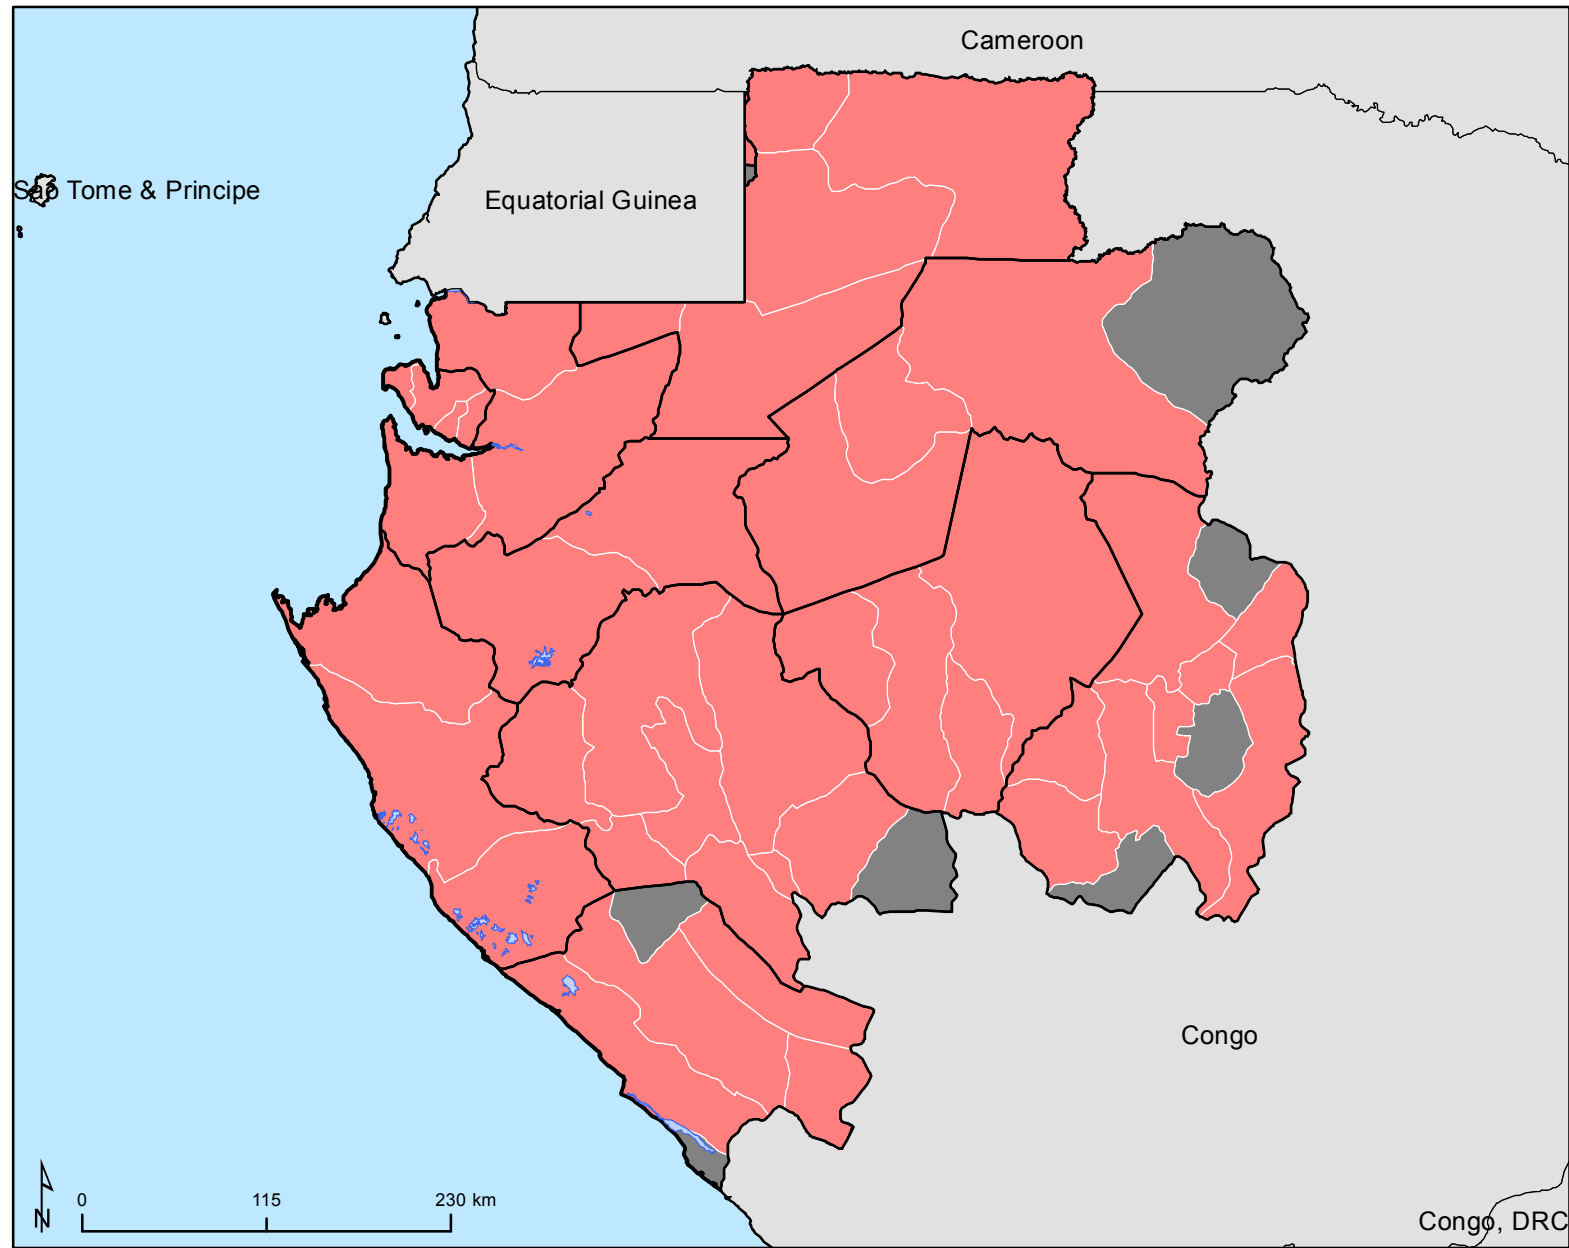 Cameroon
Sao Tome & Principe
Equatorial Guinea
Congo
N
0 115 230 km
Congo, DRC